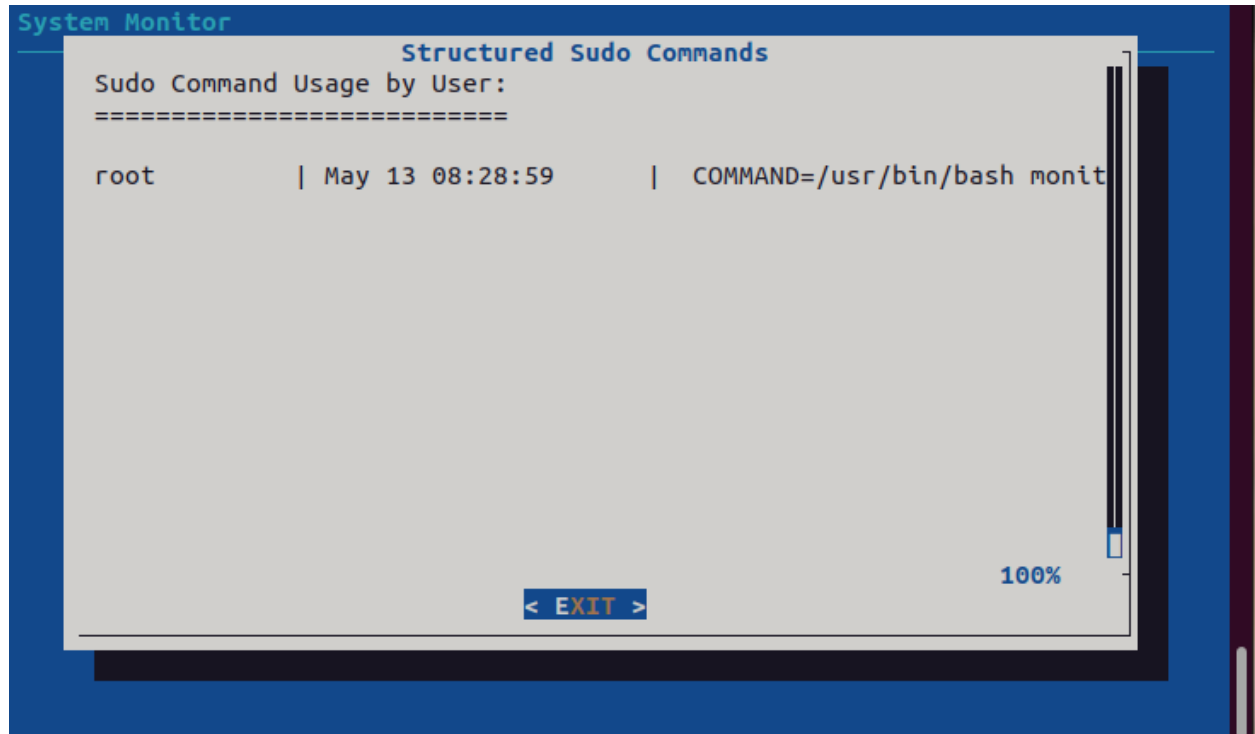 System Monitor
Structured Sudo Commands
Sudo Command Usage by User:
===========================
root | May 13 08:28:59 | COMMAND=/usr/bin/bash monit
100%
< EXIT >